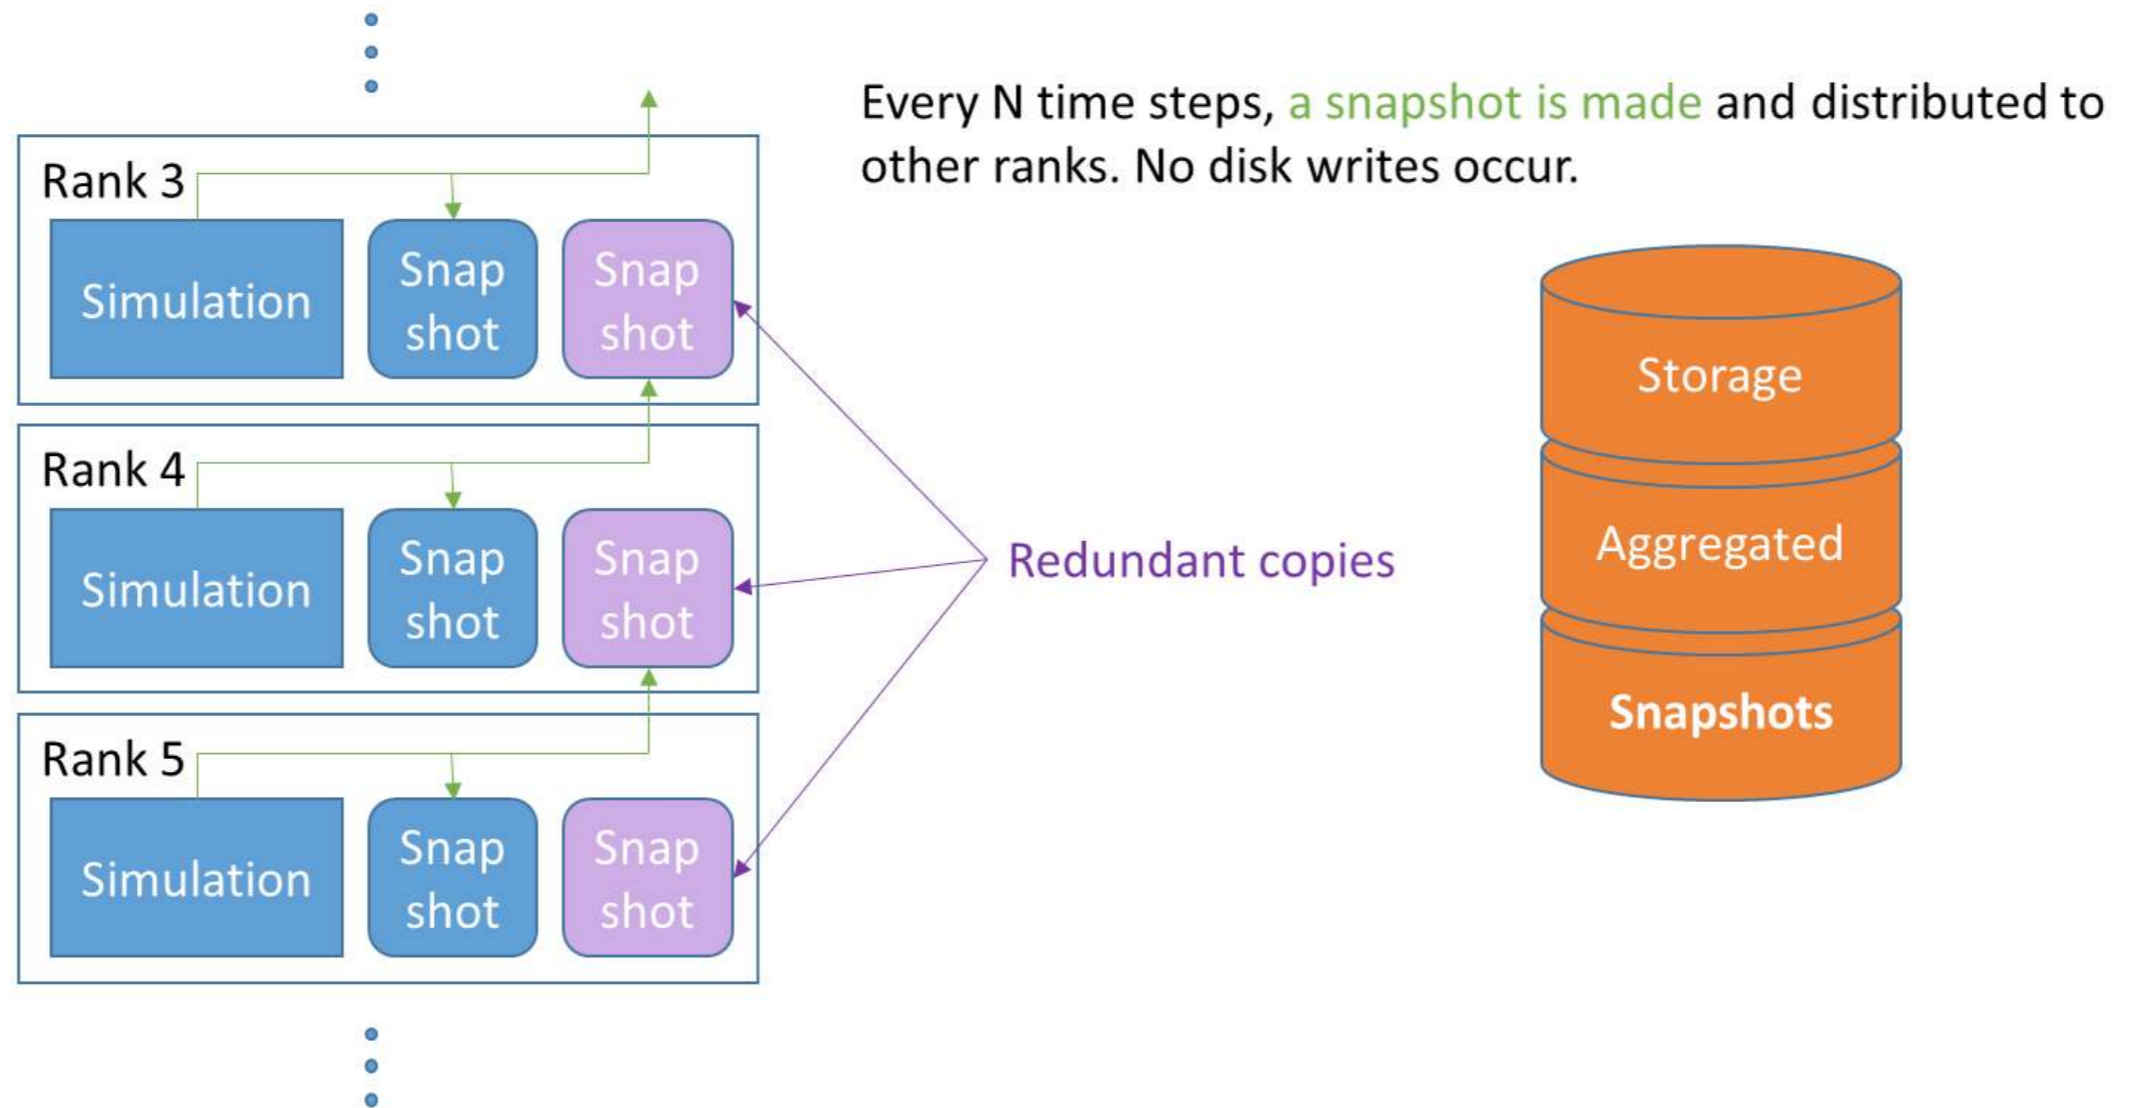 Every N time steps, a snapshot is made and distributed to
other ranks. No disk writes occur.
Rank 3
Simulation
Snap
shot
Snap
shot
Rank 4
Simulation
Snap
shot
Snap
shot
Rank 5
Simulation
Snap
shot
Snap
shot
Redundant copies
Storage
Aggregated
Snapshots